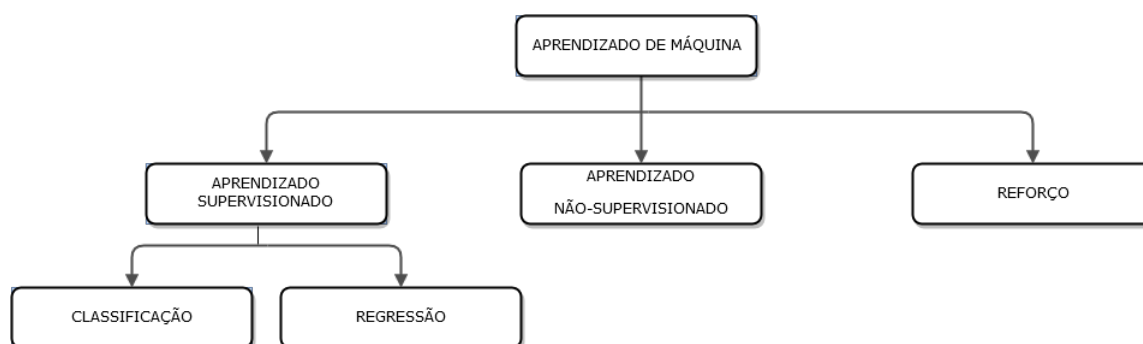 APRENDIZADO DE MÁQUINA
APRENDIZADO
SUPERVISIONADO
APRENDIZADO
NÃO-SUPERVISIONADO
REFORÇO
CLASSIFICAÇÃO
REGRESSÃO